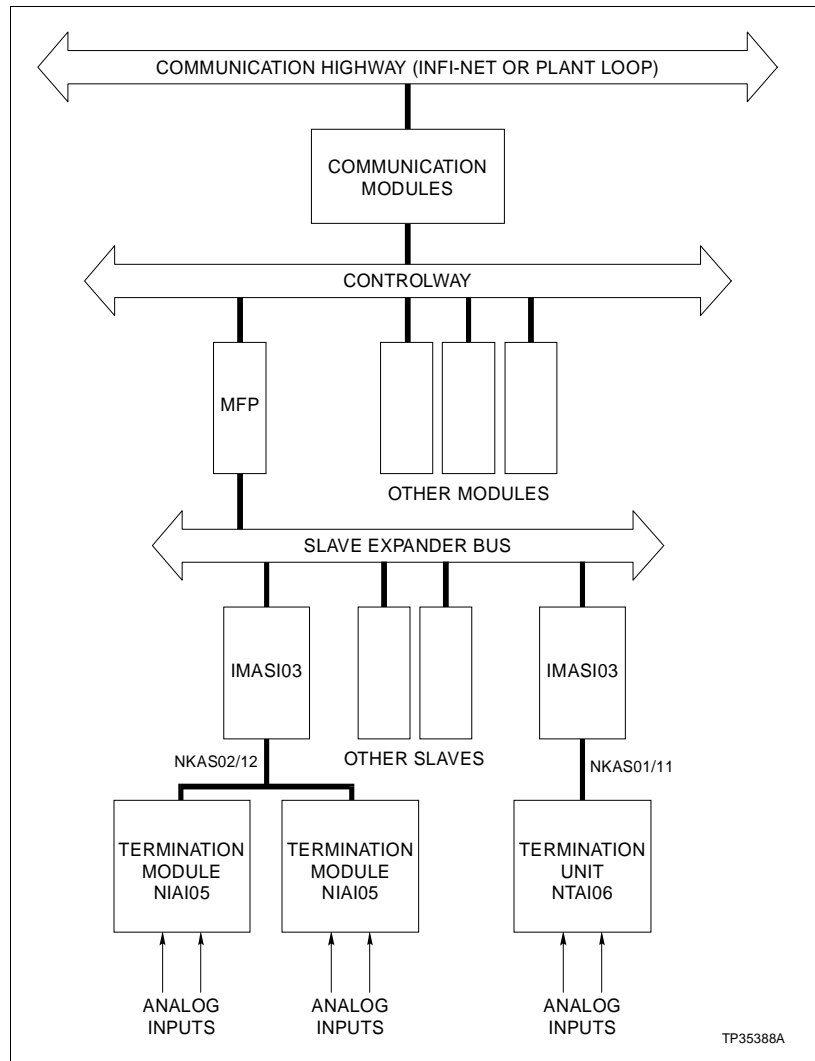 COMMUNICATION HIGHWAY (INFI-NET OR PLANT LOOP)
COMMUNICATION
MODULES
CONTROLWAY
MFP
OTHER MODULES
SLAVE EXPANDER BUS
IMASI03
IMASI03
NKAS02/12
OTHER SLAVES
NKAS01/11
TERMINATION
MODULE
NIAI05
TERMINATION
MODULE
NIAI05
TERMINATION
UNIT
NTAI06
ANALOG
INPUTS
ANALOG
INPUTS
ANALOG
INPUTS
TP35388A